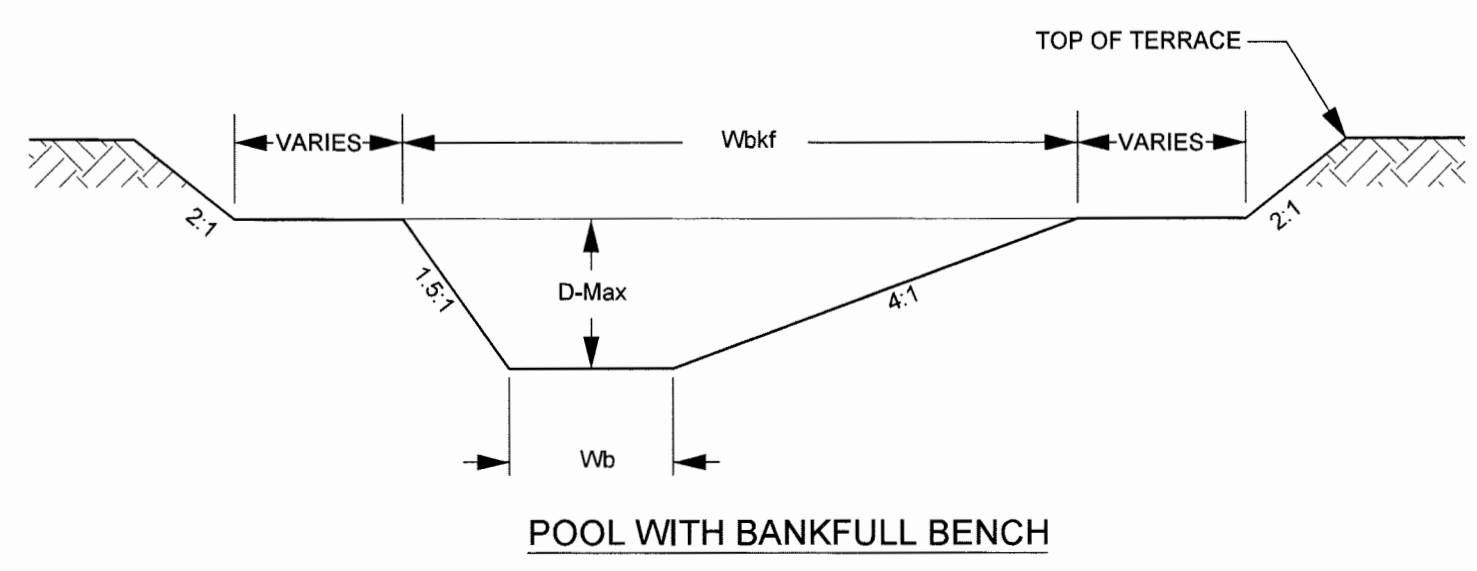 TOP OF TERRACE
VARIES
Wbkf
VARIES
2:1
2:1
1.5:1
D-Max
4:1
Wb
POOL WITH BANKFULL BENCH